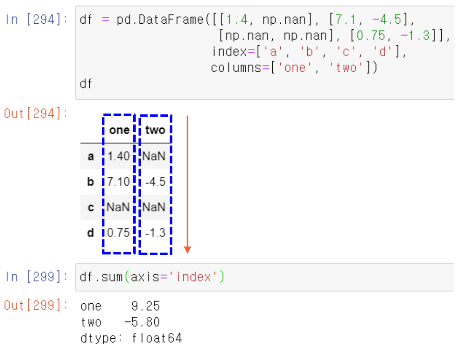 In [294]: df = pd.DataFrame([[1.4, np.nan], [7.1, -4.5],
[np.nan, np.nan], [0.75, -1.3]],
index=['a', 'b', 'c', 'd'],
columns=['one', 'two'])
df
Out[294]:
one two
a 1.40 NaN
b 7.10 -4.5
c NaN NaN
d 0.75 -1.3
In [299]: df.sum(axis='index')
Out[299]: one 9.25
two -5.80
dtype: float64